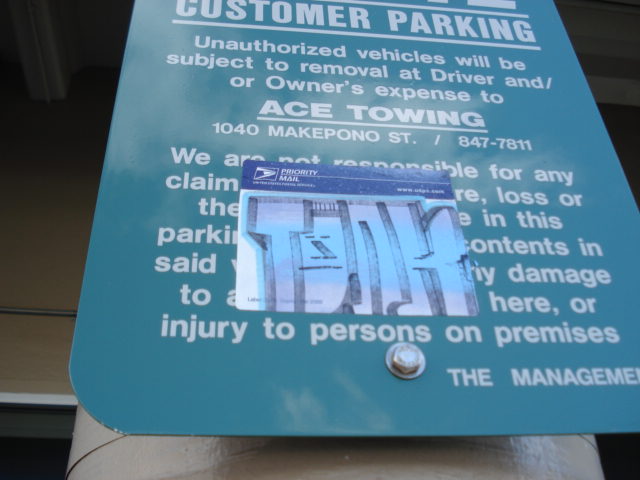 CUSTOMER PARKING
Unauthorized vehicles will be
subject to removal at Driver and/
or Owner's expense to
ACE TOWING
1040 MAKEPONO ST. / 847-7811
We are not responsible for any
claim re, loss or
the e in this
parki contents in
said damage
to a here, or
injury to persons on premises
THE MANAGEME
PRIORITY
MAIL
UNITED STATES POSTAL SERVICE
www.usps.com